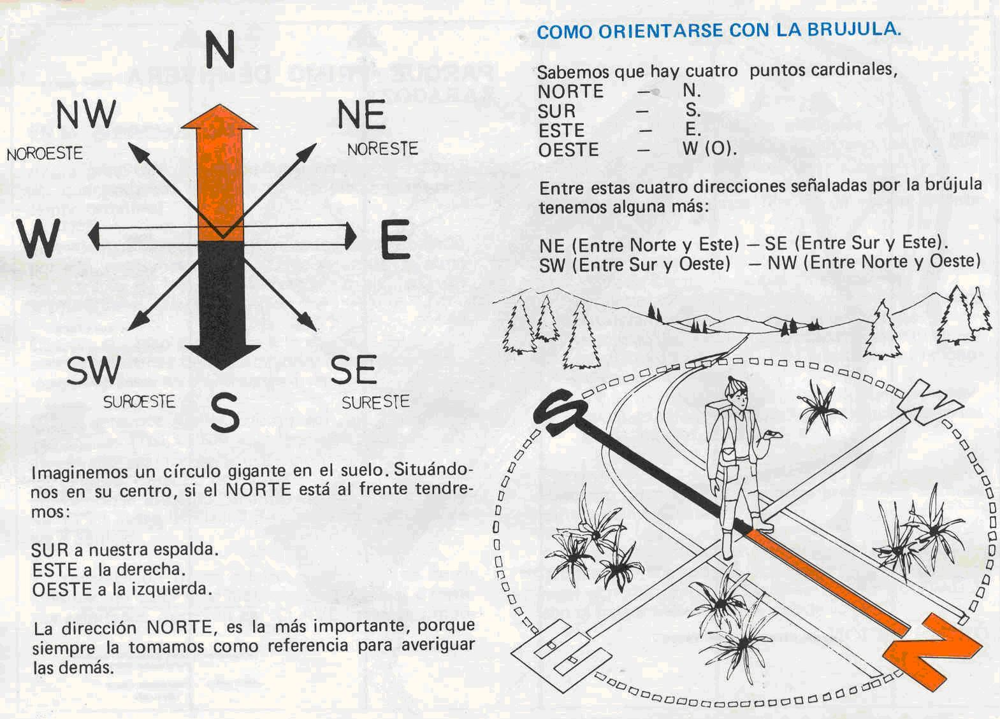 N
NW
NE
NOROESTE
NORESTE
W
E
SW
SE
SUROESTE
S
SURESTE
Imaginemos un círculo gigante en el suelo. Situándo-
nos en su centro, si el NORTE está al frente tendre-
mos:
SUR a nuestra espalda.
ESTE a la derecha.
OESTE a la izquierda.
La dirección NORTE, es la más importante, porque
siempre la tomamos como referencia para averiguar
las demás.
COMO ORIENTARSE CON LA BRUJULA.
Sabemos que hay cuatro puntos cardinales,
NORTE — N.
SUR — S.
ESTE — E.
OESTE — W (O).
Entre estas cuatro direcciones señaladas por la brújula
tenemos alguna más:
NE (Entre Norte y Este) — SE (Entre Sur y Este).
SW (Entre Sur y Oeste) — NW (Entre Norte y Oeste)
S
W
E
N